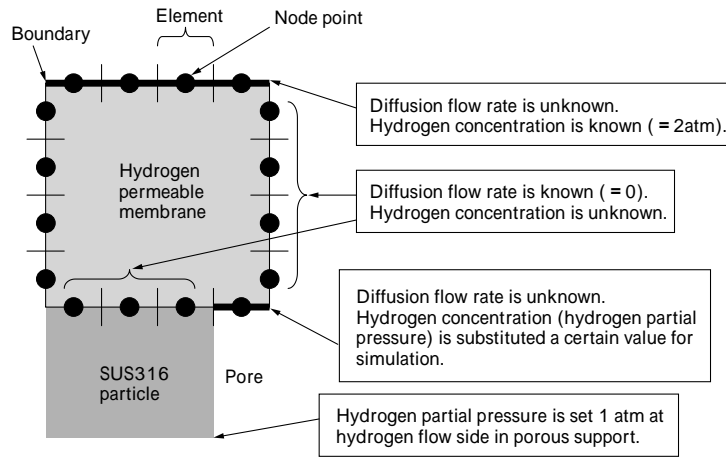 Element
Node point
Boundary
Diffusion flow rate is unknown.
Hydrogen concentration is known ( = 2atm).
Hydrogen
permeable
membrane
Diffusion flow rate is known ( = 0).
Hydrogen concentration is unknown.
Diffusion flow rate is unknown.
Hydrogen concentration (hydrogen partial
pressure) is substituted a certain value for
simulation.
SUS316
particle
Pore
Hydrogen partial pressure is set 1 atm at
hydrogen flow side in porous support.